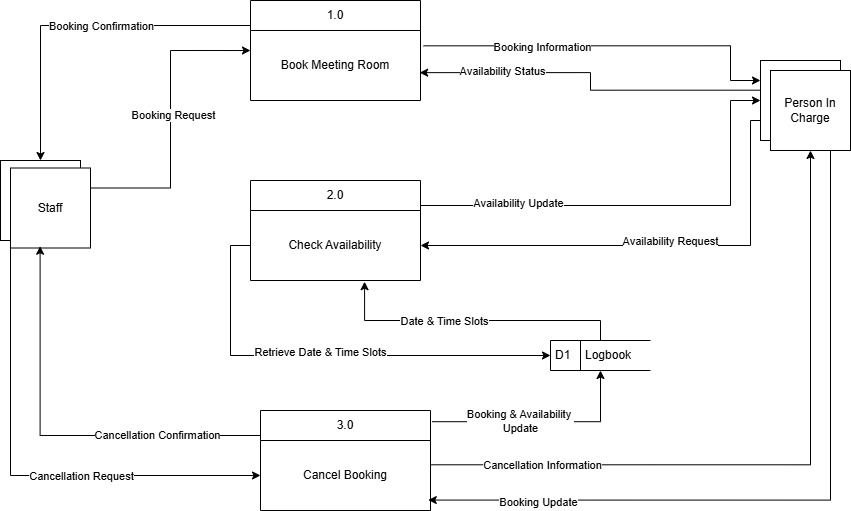 1.0
Booking Confirmation
Booking Information
Book Meeting Room
Availability Status
Person In
Charge
Booking Request
2.0
Staff
Availability Update
Check Availability
Availability Request
Date & Time Slots
Retrieve Date & Time Slots
D1
Logbook
Booking & Availability
Update
3.0
Cancellation Confirmation
Cancellation Information
Cancellation Request
Cancel Booking
Booking Update